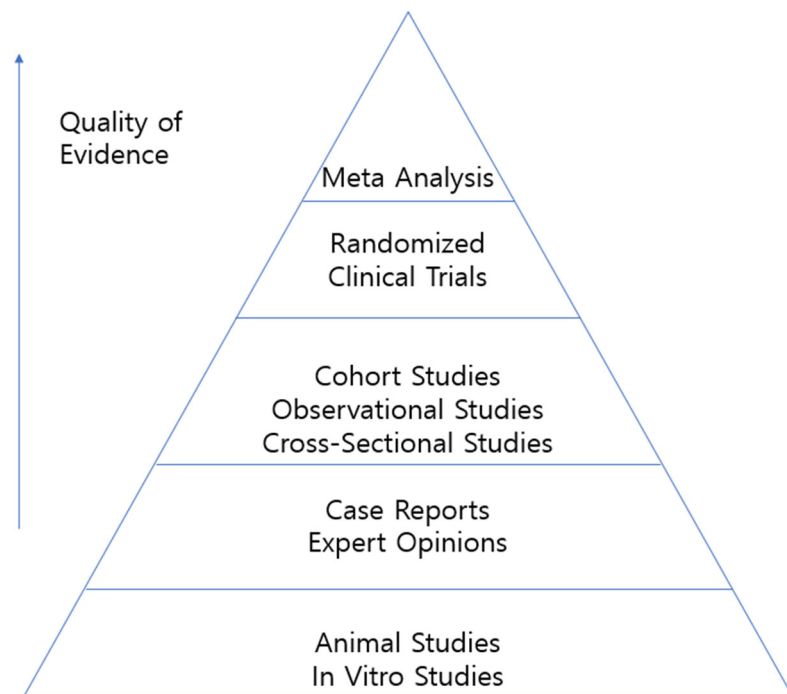 Quality of
Evidence
Meta Analysis
Randomized
Clinical Trials
Cohort Studies
Observational Studies
Cross-Sectional Studies
Case Reports
Expert Opinions
Animal Studies
In Vitro Studies